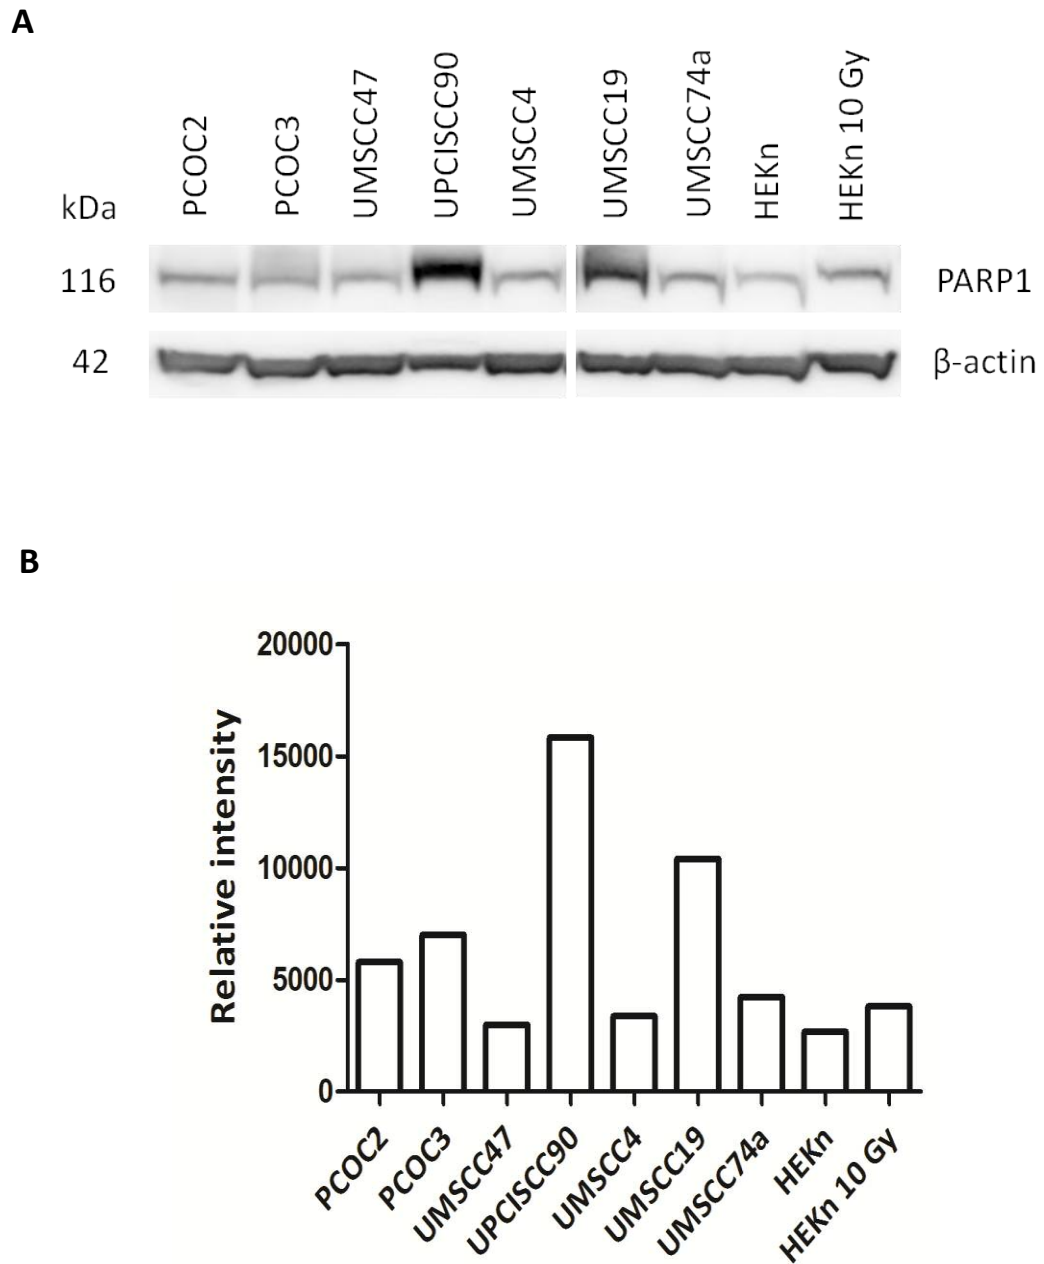 A
PCOC2
PCOC3
UMSCC47
UPCISCC90
UMSCC4
UMSCC19
UMSCC74a
HEKn
HEKn 10 Gy
kDa
116
PARP1
42
β-actin
B
20000
15000
10000
5000
0
Relative intensity
PCOC2
PCOC3
UMSCC47
UPCISCC90
UMSCC4
UMSCC19
UMSCC74a
HEKn
HEKn 10 Gy